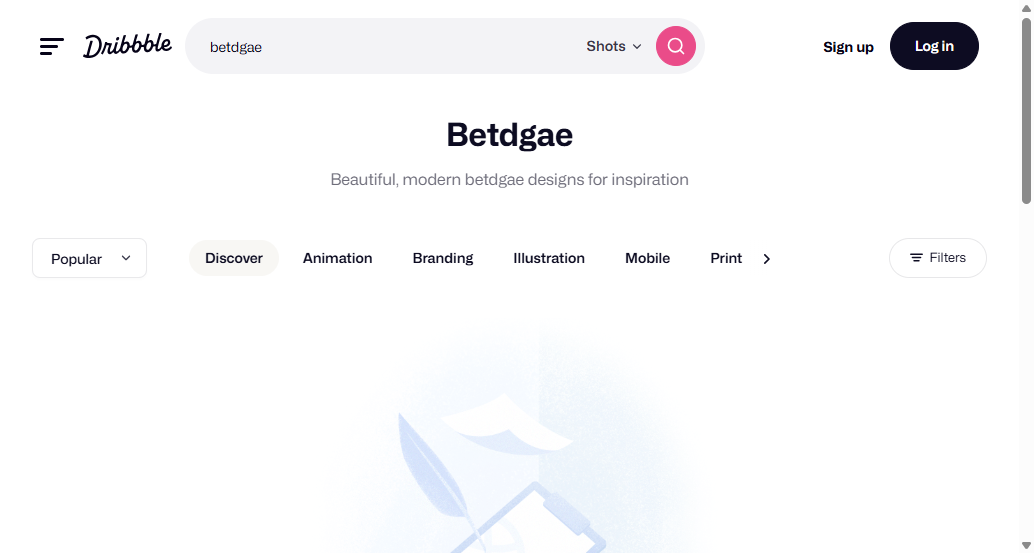 Dribbble
betdgae
Shots
Sign up
Log in
Betdgae
Beautiful, modern betdgae designs for inspiration
Popular
Discover
Animation
Branding
Illustration
Mobile
Print
Filters